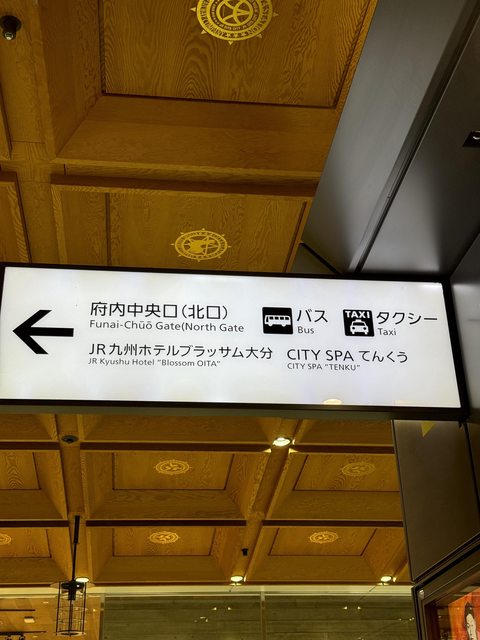 府内中央口(北口)
Funai-Chūō Gate(North Gate
バス
Bus
TAXI
タクシー
Taxi
JR九州ホテルブラッサム大分
JR Kyushu Hotel "Blossom OITA"
CITY SPA てんくう
CITY SPA "TENKU"